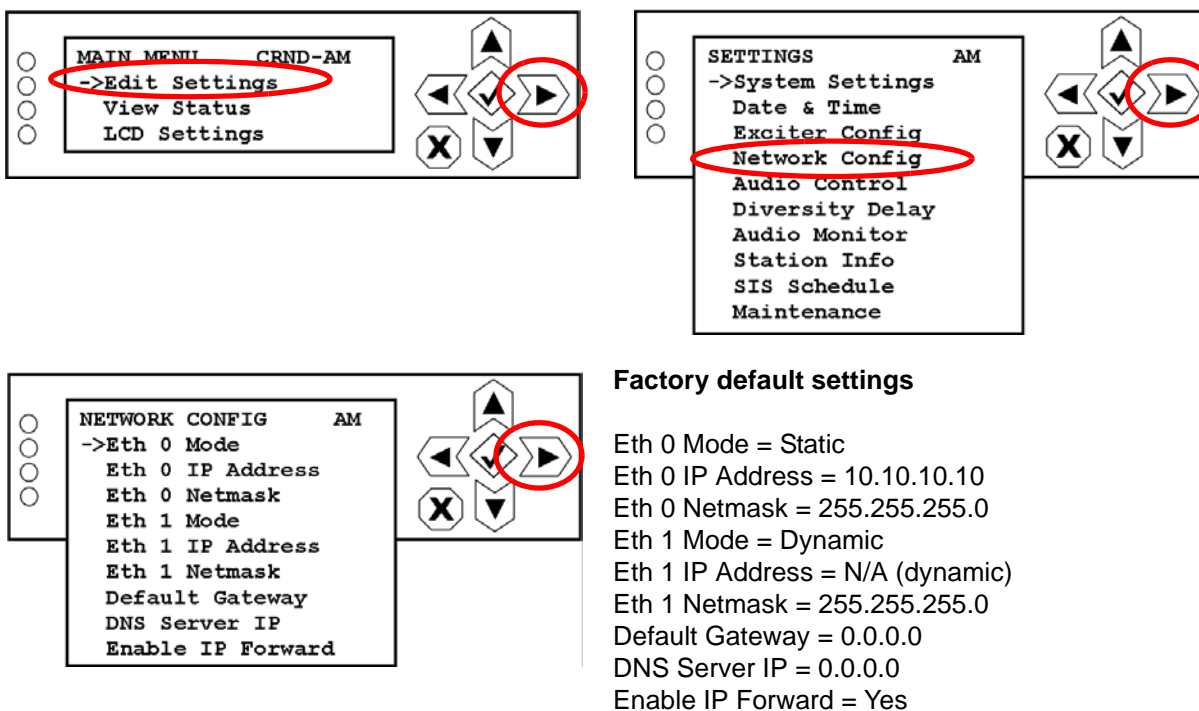 MAIN MENU CRND-AM
->Edit Settings
View Status
LCD Settings
X
SETTINGS AM
->System Settings
Date & Time
Exciter Config
Network Config
Audio Control
Diversity Delay
Audio Monitor
Station Info
SIS Schedule
Maintenance
X
NETWORK CONFIG AM
->Eth 0 Mode
Eth 0 IP Address
Eth 0 Netmask
Eth 1 Mode
Eth 1 IP Address
Eth 1 Netmask
Default Gateway
DNS Server IP
Enable IP Forward
X
Factory default settings
Eth 0 Mode = Static
Eth 0 IP Address = 10.10.10.10
Eth 0 Netmask = 255.255.255.0
Eth 1 Mode = Dynamic
Eth 1 IP Address = N/A (dynamic)
Eth 1 Netmask = 255.255.255.0
Default Gateway = 0.0.0.0
DNS Server IP = 0.0.0.0
Enable IP Forward = Yes